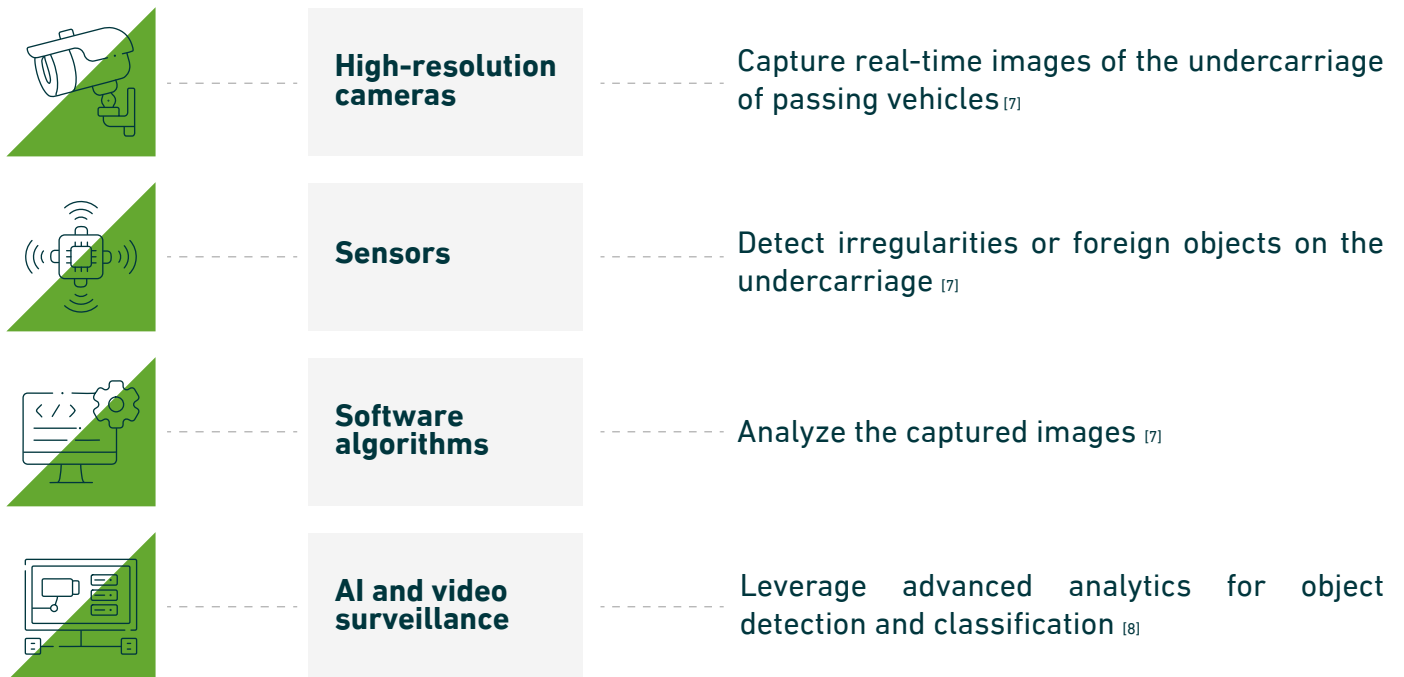 High-resolution
cameras
Capture real-time images of the undercarriage
of passing vehicles [7]
Sensors
Detect irregularities or foreign objects on the
undercarriage [7]
Software
algorithms
Analyze the captured images [7]
AI and video
surveillance
Leverage advanced analytics for object
detection and classification [8]